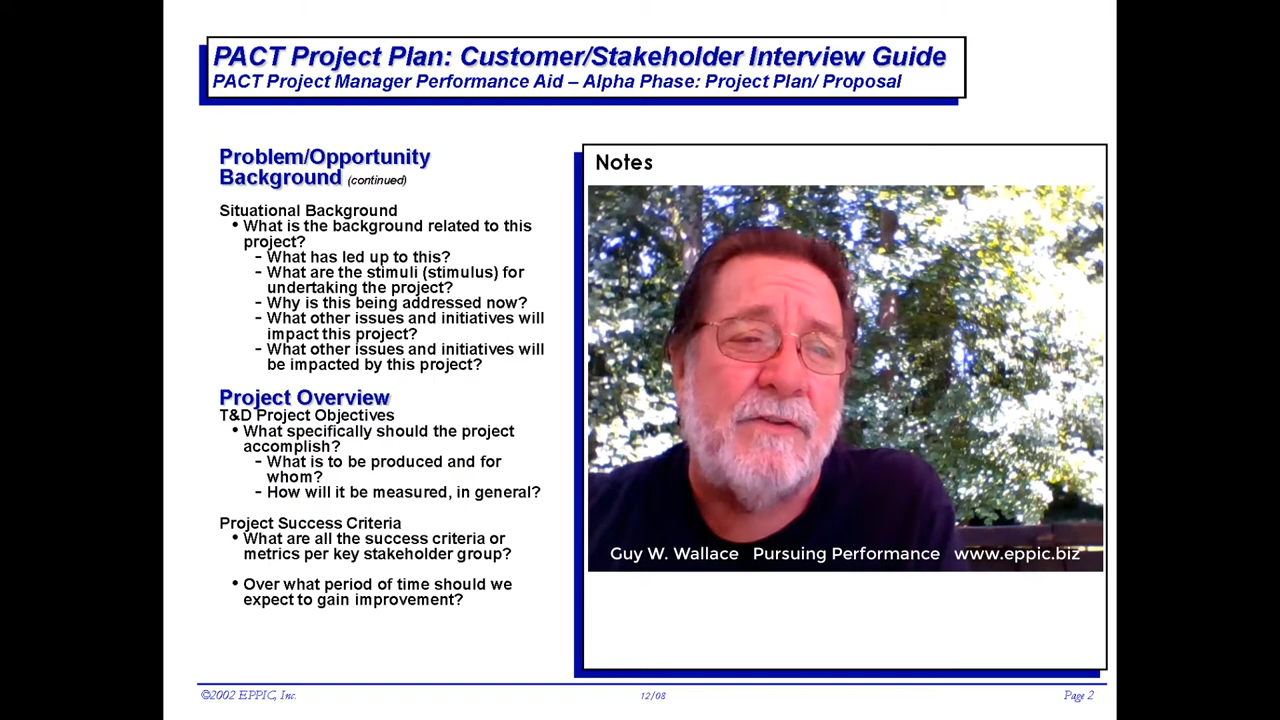 PACT Project Plan: Customer/Stakeholder Interview Guide
PACT Project Manager Performance Aid – Alpha Phase: Project Plan/ Proposal
Problem/Opportunity
Background (continued)
Situational Background
• What is the background related to this
project?
- What has led up to this?
- What are the stimuli (stimulus) for
undertaking the project?
- Why is this being addressed now?
- What other issues and initiatives will
impact this project?
- What other issues and initiatives will
be impacted by this project?
Project Overview
T&D Project Objectives
• What specifically should the project
accomplish?
- What is to be produced and for
whom?
- How will it be measured, in general?
Project Success Criteria
• What are all the success criteria or
metrics per key stakeholder group?
• Over what period of time should we
expect to gain improvement?
Notes
Guy W. Wallace Pursuing Performance www.eppic.biz
©2002 EPPIC, Inc. 12/08 Page 2